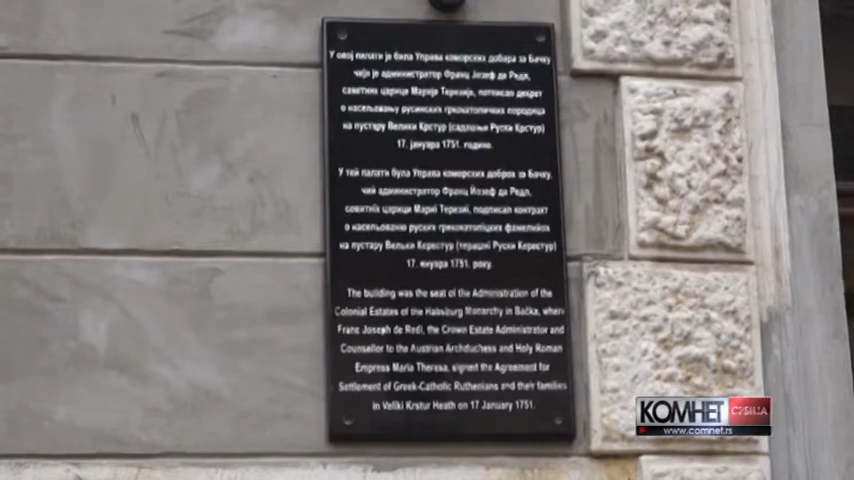 У овој палати је била Управа коморских добара за Бачку
чији је администратор Франц Јозеф де Редл,
саветник царице Марије Терезије, потписао декрет
о насељавању русинских гркокатоличких породица
на пустару Велики Крстур (садашњи Руски Крстур)
17. јануара 1751. године.
У тей палати була Управа коморских доброх за Бачку,
чий администратор Франц Йозеф де Редл,
совитнїк царици Мариї Терезиї, подписал контракт
о насельованю руских грекокатолїцких фамелийох
на пустару Вельки Керестур (терашнї Руски Керестур)
17. януара 1751. року.
The building was the seat of the Administration of the
Colonial Estates of the Habsburg Monarchy in Bačka, where
Franc Joseph de Redl, the Crown Estate Administrator and
Counsellor to the Austrian Archduchess and Holy Roman
Empress Maria Theresa, signed the Agreement for
Settlement of Greek-Catholic Ruthenians and their families
in Veliki Krstur Heath on 17 January 1751.
КОМНЕТ СРБИЈА
www.comnet.rs